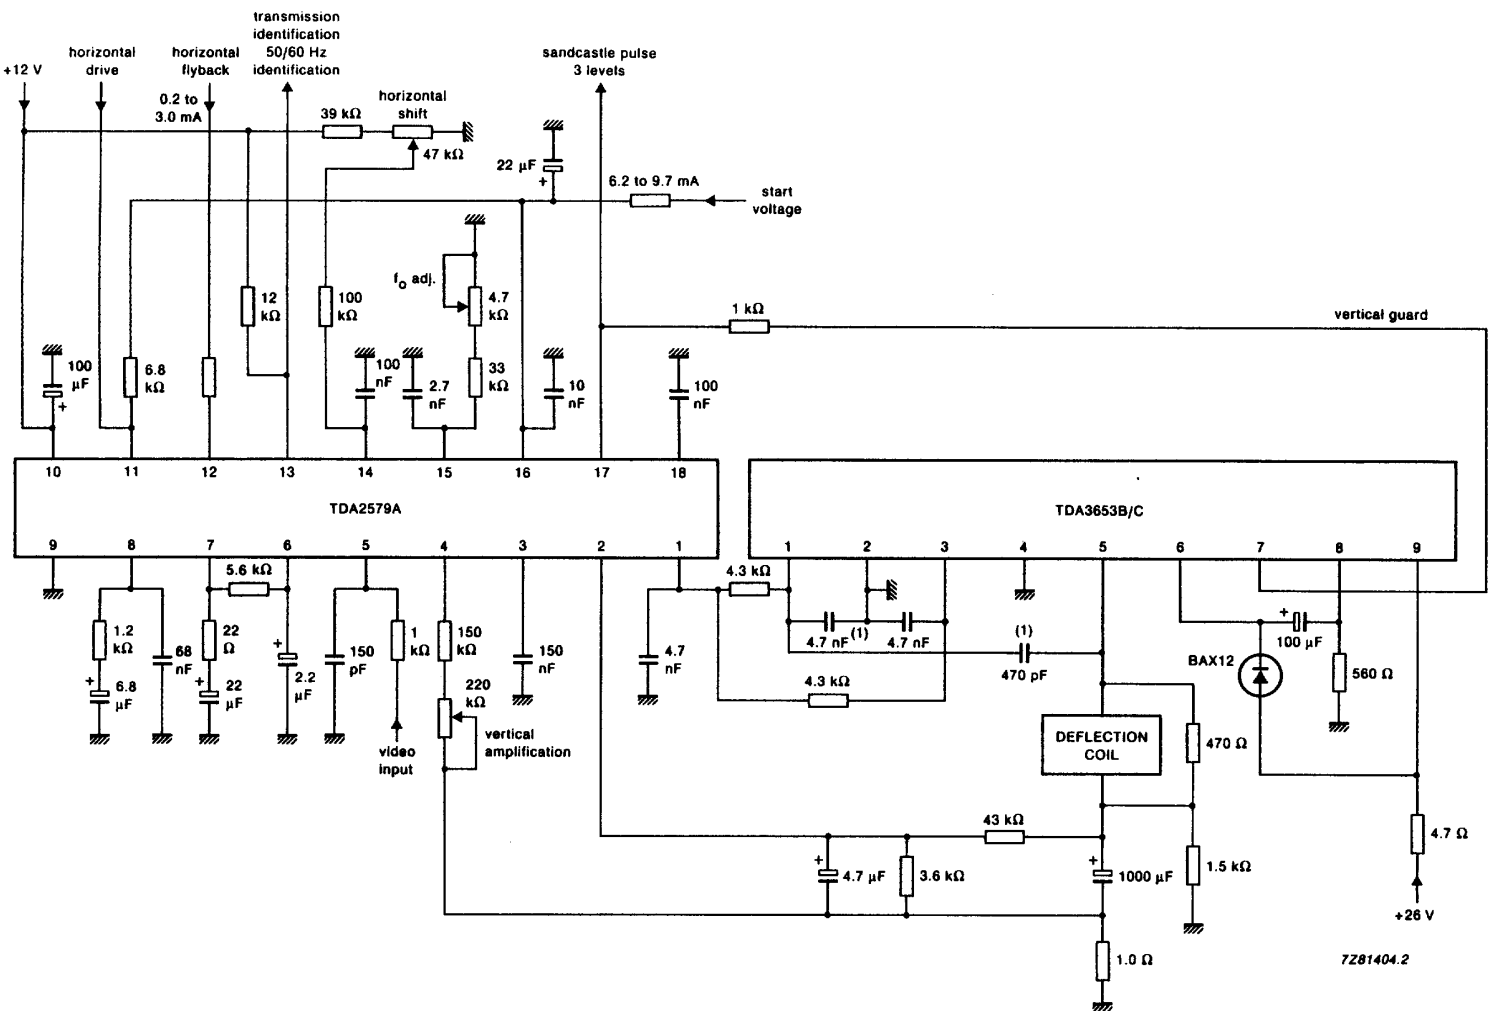 transmission
identification
50/60 Hz
identification
horizontal
drive
horizontal
flyback
+12 V
0.2 to
3.0 mA
39 kΩ
horizontal
shift
47 kΩ
sandcastle pulse
3 levels
22 µF
+
6.2 to 9.7 mA
start
voltage
fo adj.
12
kΩ
100
kΩ
4.7
kΩ
1 kΩ
vertical guard
100
µF
+
6.8
kΩ
100
nF
2.7
nF
33
kΩ
10
nF
100
nF
10
11
12
13
14
15
16
17
18
TDA2579A
TDA3653B/C
9
8
7
6
5
4
3
2
1
1
2
3
4
5
6
7
8
9
5.6 kΩ
4.3 kΩ
1.2
kΩ
68
nF
+
6.8
µF
22
Ω
+
22
µF
+
2.2
µF
150
pF
1
kΩ
video
input
150
kΩ
220
kΩ
vertical
amplification
150
nF
4.7
nF
4.7 nF
(1)
4.7 nF
(1)
470 pF
4.3 kΩ
+
100 µF
BAX12
560 Ω
DEFLECTION
COIL
470 Ω
43 kΩ
+
4.7 µF
3.6 kΩ
+
1000 µF
1.5 kΩ
4.7 Ω
+26 V
1.0 Ω
7Z81404.2